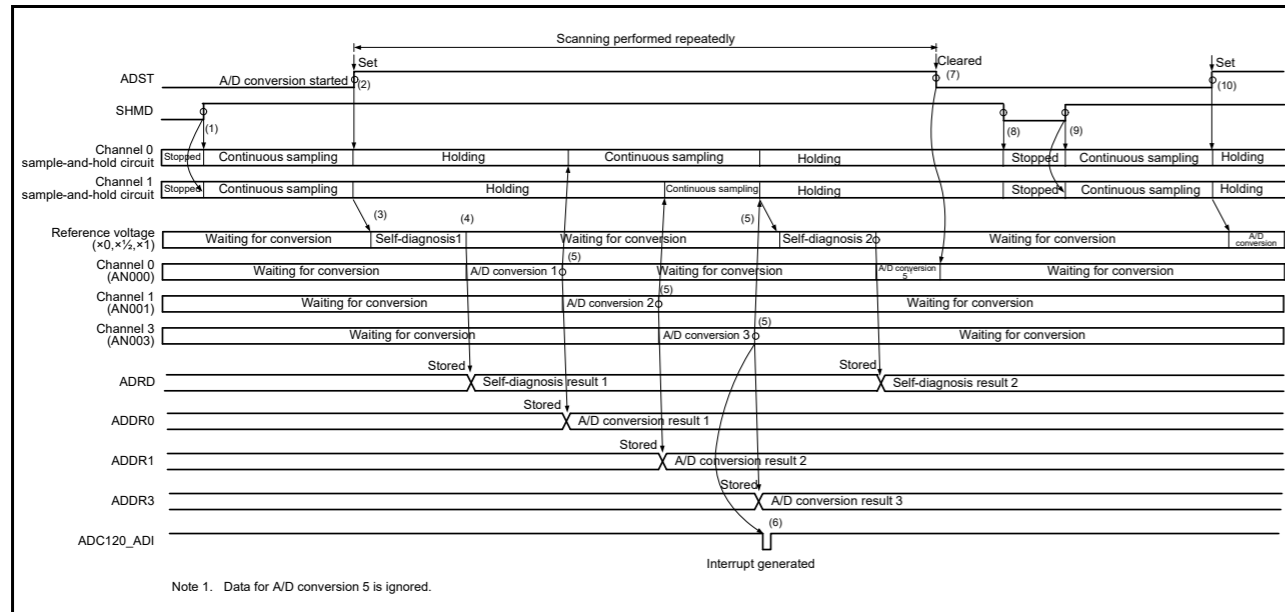 Scanning performed repeatedly
Set Cleared Set
ADST A/D conversion started (2) (7) (10)
SHMD (1) (8) (9)
Channel 0
sample-and-hold circuit Stopped Continuous sampling Holding Continuous sampling Holding Stopped Continuous sampling Holding
Channel 1
sample-and-hold circuit Stopped Continuous sampling Holding Continuous sampling Holding Stopped Continuous sampling Holding
(3) (4) (5)
Reference voltage
(×0,×½,×1) Waiting for conversion Self-diagnosis1 Waiting for conversion Self-diagnosis 2 Waiting for conversion A/D conversion
(5)
Channel 0
(AN000) Waiting for conversion A/D conversion 1 Waiting for conversion A/D conversion 5 Waiting for conversion
(5)
Channel 1
(AN001) Waiting for conversion A/D conversion 2 Waiting for conversion
(5)
Channel 3
(AN003) Waiting for conversion A/D conversion 3 Waiting for conversion
Stored Stored
ADRD Self-diagnosis result 1 Self-diagnosis result 2
Stored
ADDR0 A/D conversion result 1
Stored
ADDR1 A/D conversion result 2
Stored
ADDR3 A/D conversion result 3
(6)
ADC120_ADI
Interrupt generated
Note 1. Data for A/D conversion 5 is ignored.